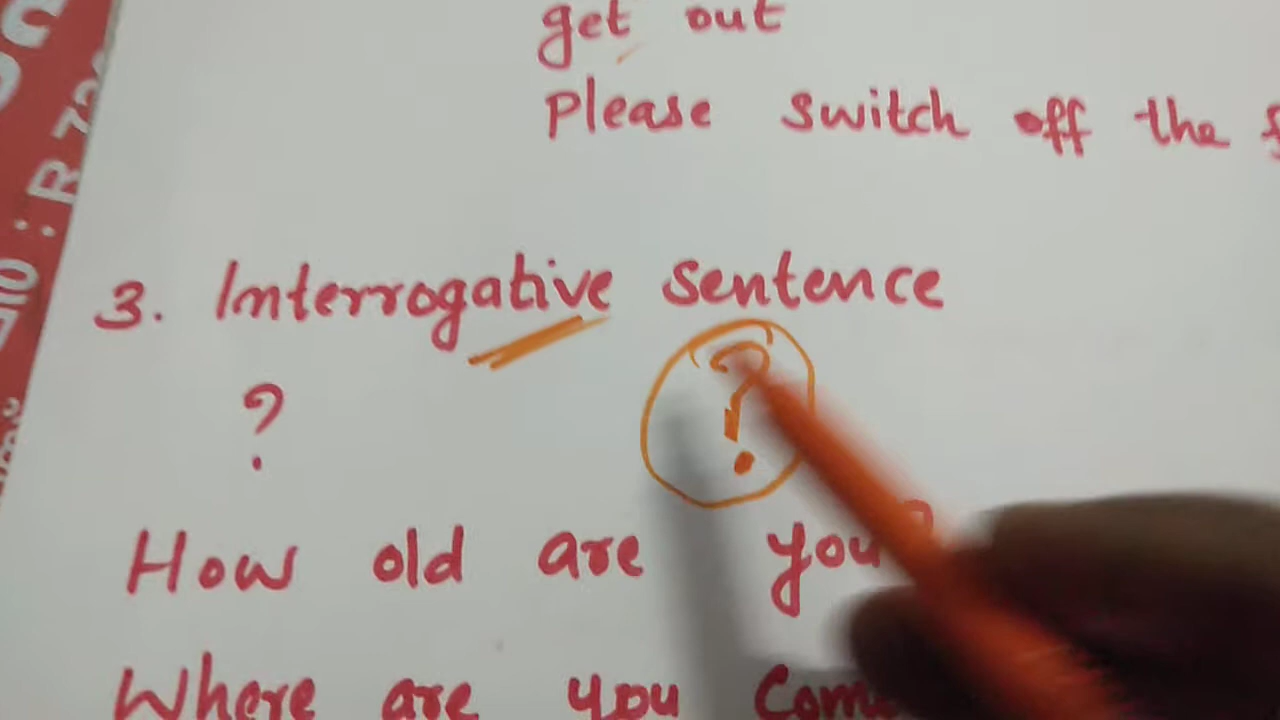 get out
Please switch off the
3. Interrogative sentence
?
?
How old are you?
Where are you